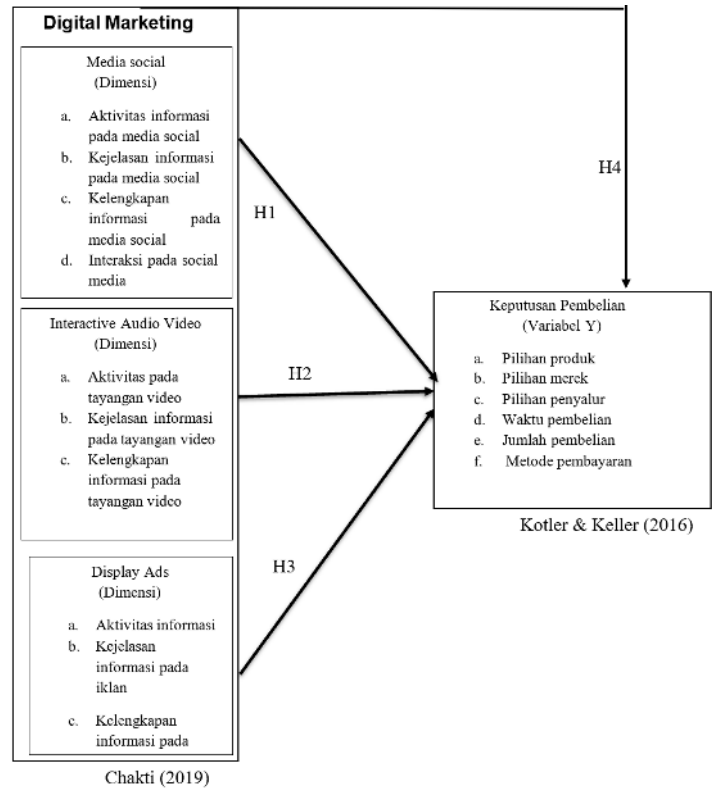 Digital Marketing
Media social
(Dimensi)
a. Aktivitas informasi
pada media social
b. Kejelasan informasi
pada media social
c. Kelengkapan
informasi pada
media social
d. Interaksi pada social
media
H1
H4
Interactive Audio Video
(Dimensi)
a. Aktivitas pada
tayangan video
b. Kejelasan informasi
pada tayangan video
c. Kelengkapan
informasi pada
tayangan video
H2
Keputusan Pembelian
(Variabel Y)
a. Pilihan produk
b. Pilihan merek
c. Pilihan penyalur
d. Waktu pembelian
e. Jumlah pembelian
f. Metode pembayaran
Kotler & Keller (2016)
Display Ads
(Dimensi)
a. Aktivitas informasi
b. Kejelasan
informasi pada
iklan
c. Kelengkapan
informasi pada
H3
Chakti (2019)